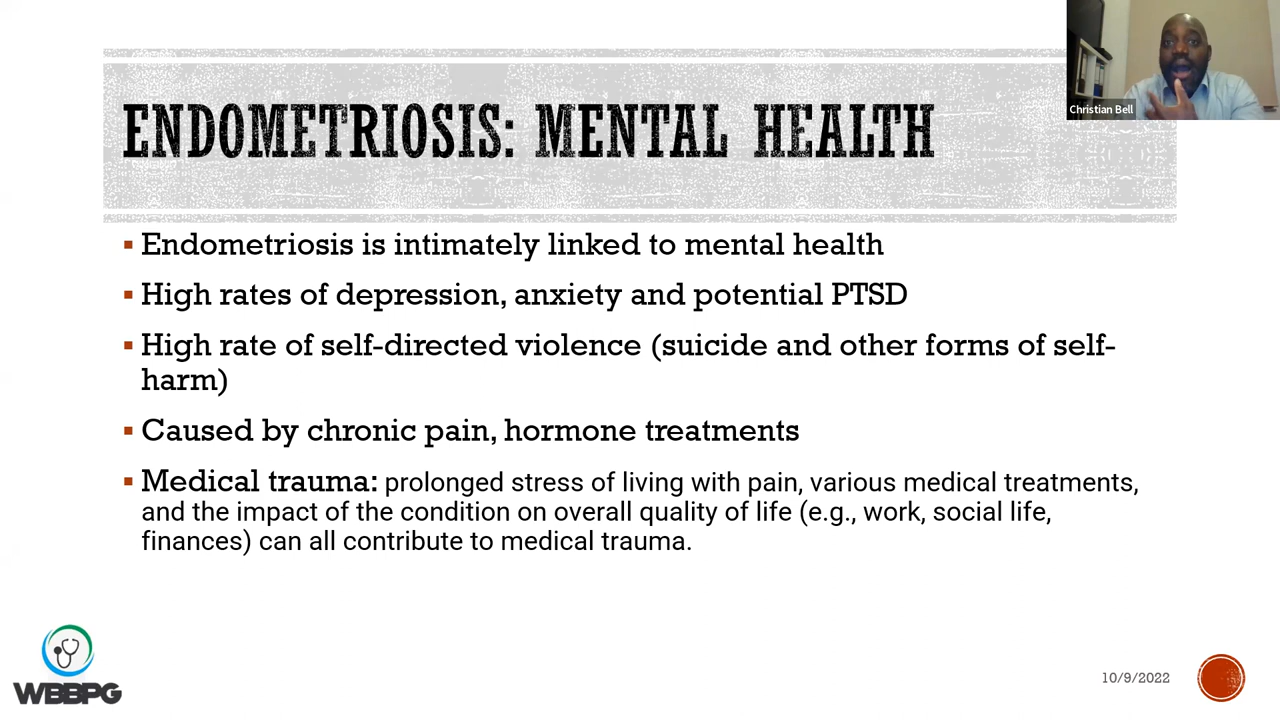 Christian Bell
ENDOMETRIOSIS: MENTAL HEALTH
Endometriosis is intimately linked to mental health
High rates of depression, anxiety and potential PTSD
High rate of self-directed violence (suicide and other forms of self-
harm)
Caused by chronic pain, hormone treatments
Medical trauma: prolonged stress of living with pain, various medical treatments,
and the impact of the condition on overall quality of life (e.g., work, social life,
finances) can all contribute to medical trauma.
WBBPG
10/9/2022